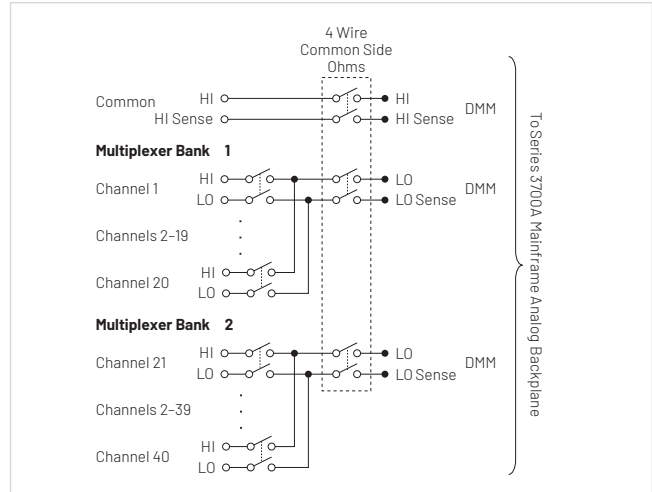 4 Wire
Common Side
Ohms
Common HI HI DMM
HI Sense HI Sense
Multiplexer Bank 1
Channel 1 HI LO DMM
LO LO Sense
Channels 2–19
Channel 20 HI
LO
Multiplexer Bank 2
Channel 21 HI LO DMM
LO LO Sense
Channels 2–39
Channel 40 HI
LO
To Series 3700A Mainframe Analog Backplane